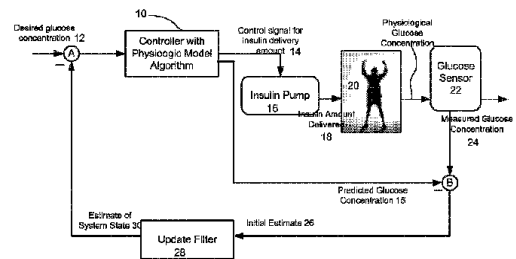 10
Physiological
Glucose
Concentration
Desired glucose
concentration 12
Control signal for
insulin delivery
amount 14
A
Controller with
Physiologic Model
Algorithm
Glucose
Sensor
22
20
Insulin Pump
16
Insulin Amount
Delivered
18
Measured Glucose
Concentration
24
Predicted Glucose
Concentration 15
B
Estimate of
System State 30
Initial Estimate 26
Update Filter
28